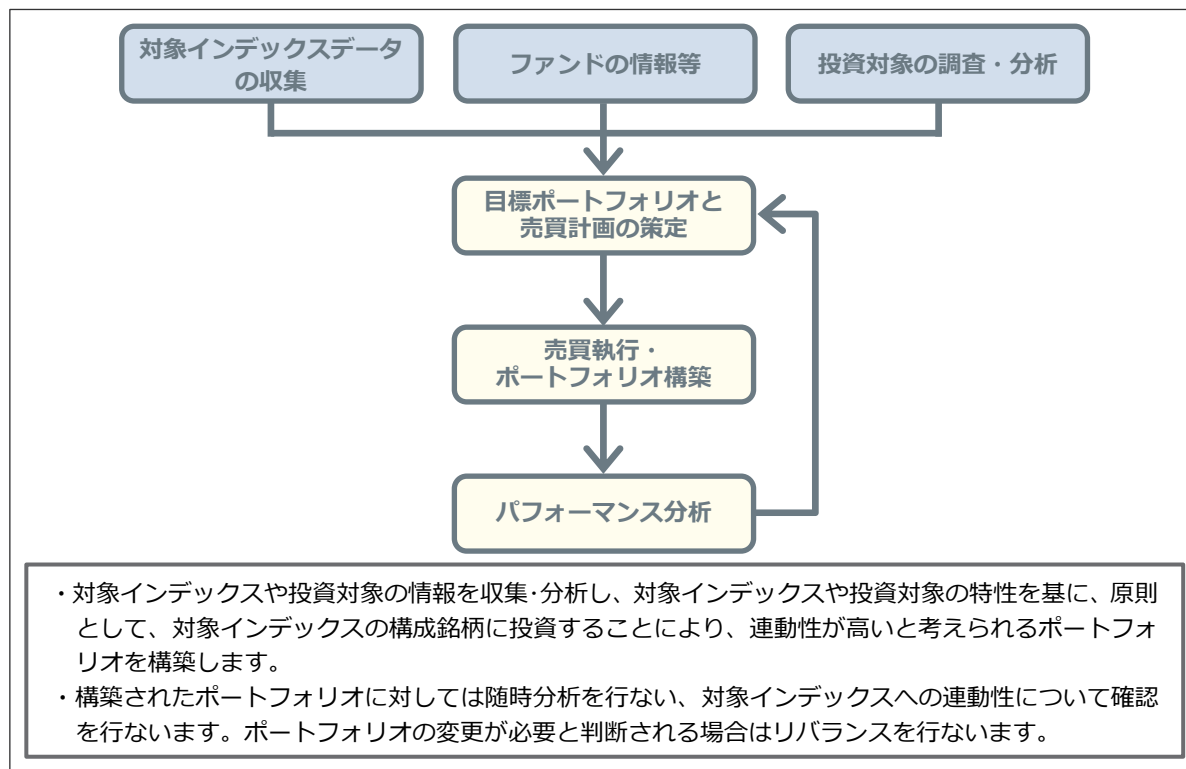 対象インデックスデータ
の収集
ファンドの情報等
投資対象の調査・分析
目標ポートフォリオと
売買計画の策定
売買執行・
ポートフォリオ構築
パフォーマンス分析
・対象インデックスや投資対象の情報を収集・分析し、対象インデックスや投資対象の特性を基に、原則
として、対象インデックスの構成銘柄に投資することにより、連動性が高いと考えられるポートフォ
リオを構築します。
・構築されたポートフォリオに対しては随時分析を行ない、対象インデックスへの連動性について確認
を行ないます。ポートフォリオの変更が必要と判断される場合はリバランスを行ないます。